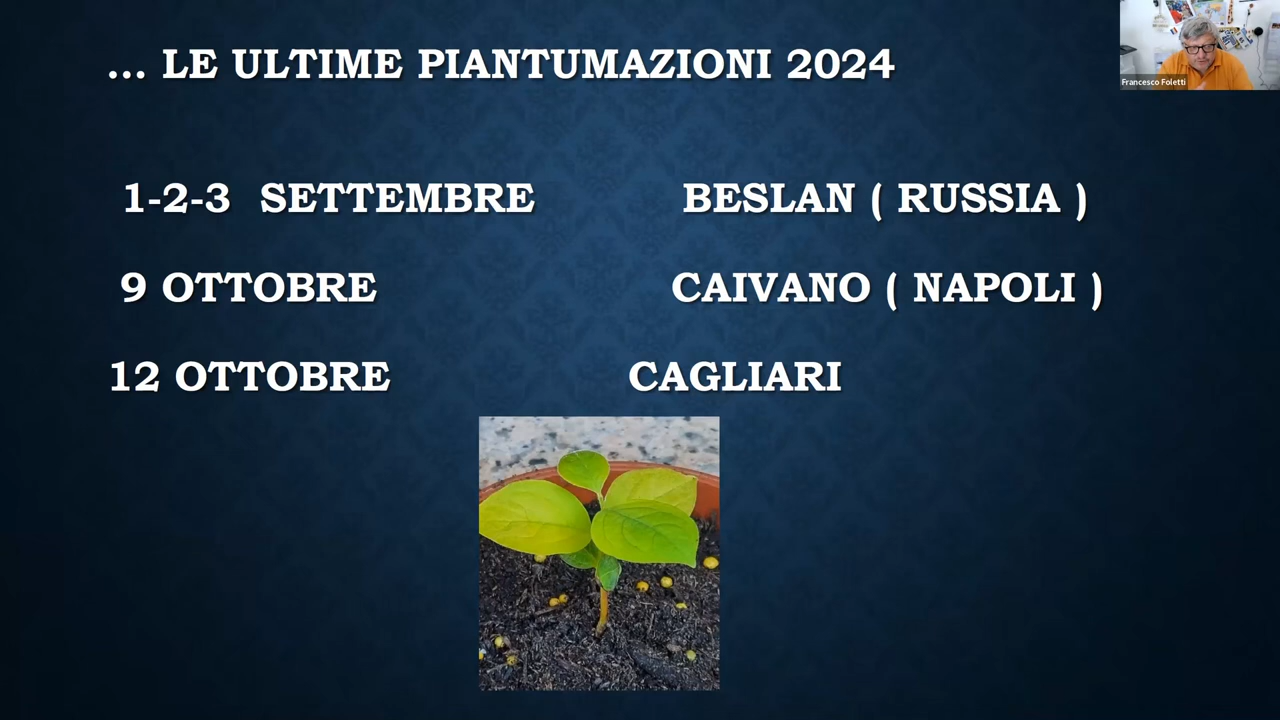 ... LE ULTIME PIANTUMAZIONI 2024
Francesco Foletti
1-2-3 SETTEMBRE BESLAN ( RUSSIA )
9 OTTOBRE CAIVANO ( NAPOLI )
12 OTTOBRE CAGLIARI